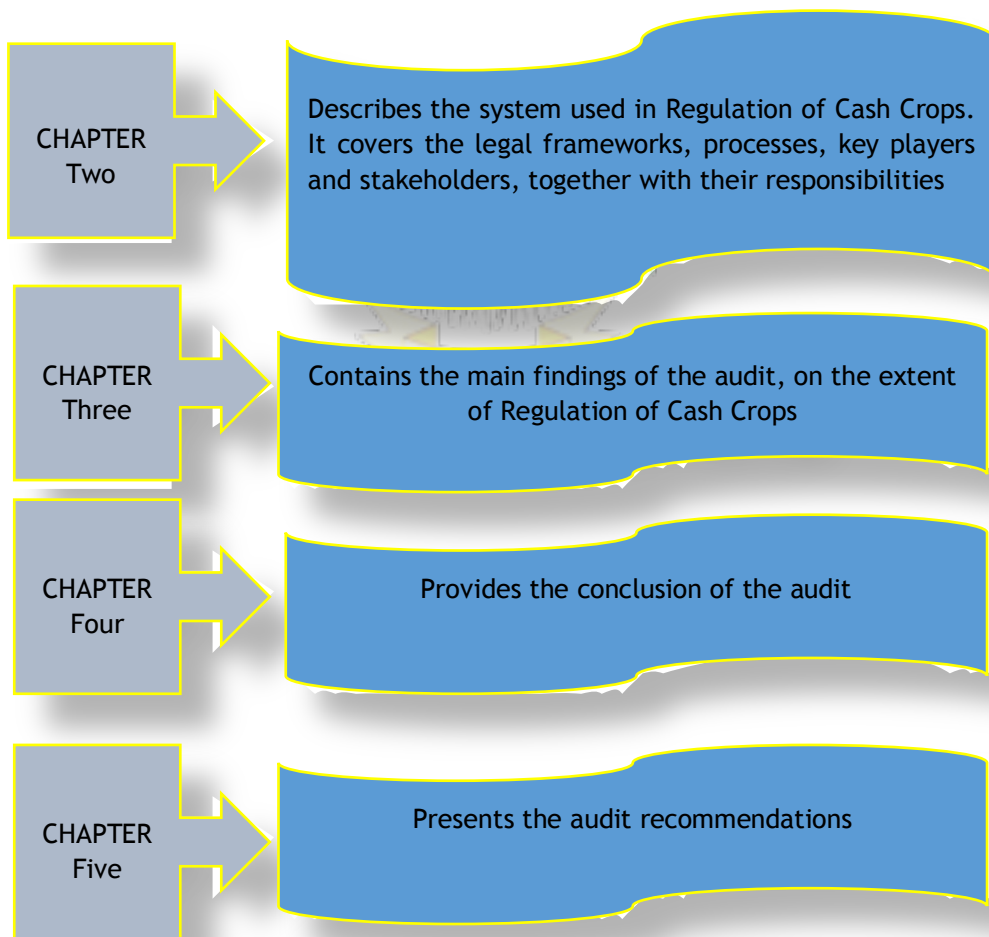 CHAPTER
Two
Describes the system used in Regulation of Cash Crops.
It covers the legal frameworks, processes, key players
and stakeholders, together with their responsibilities
CHAPTER
Three
Contains the main findings of the audit, on the extent
of Regulation of Cash Crops
CHAPTER
Four
Provides the conclusion of the audit
CHAPTER
Five
Presents the audit recommendations